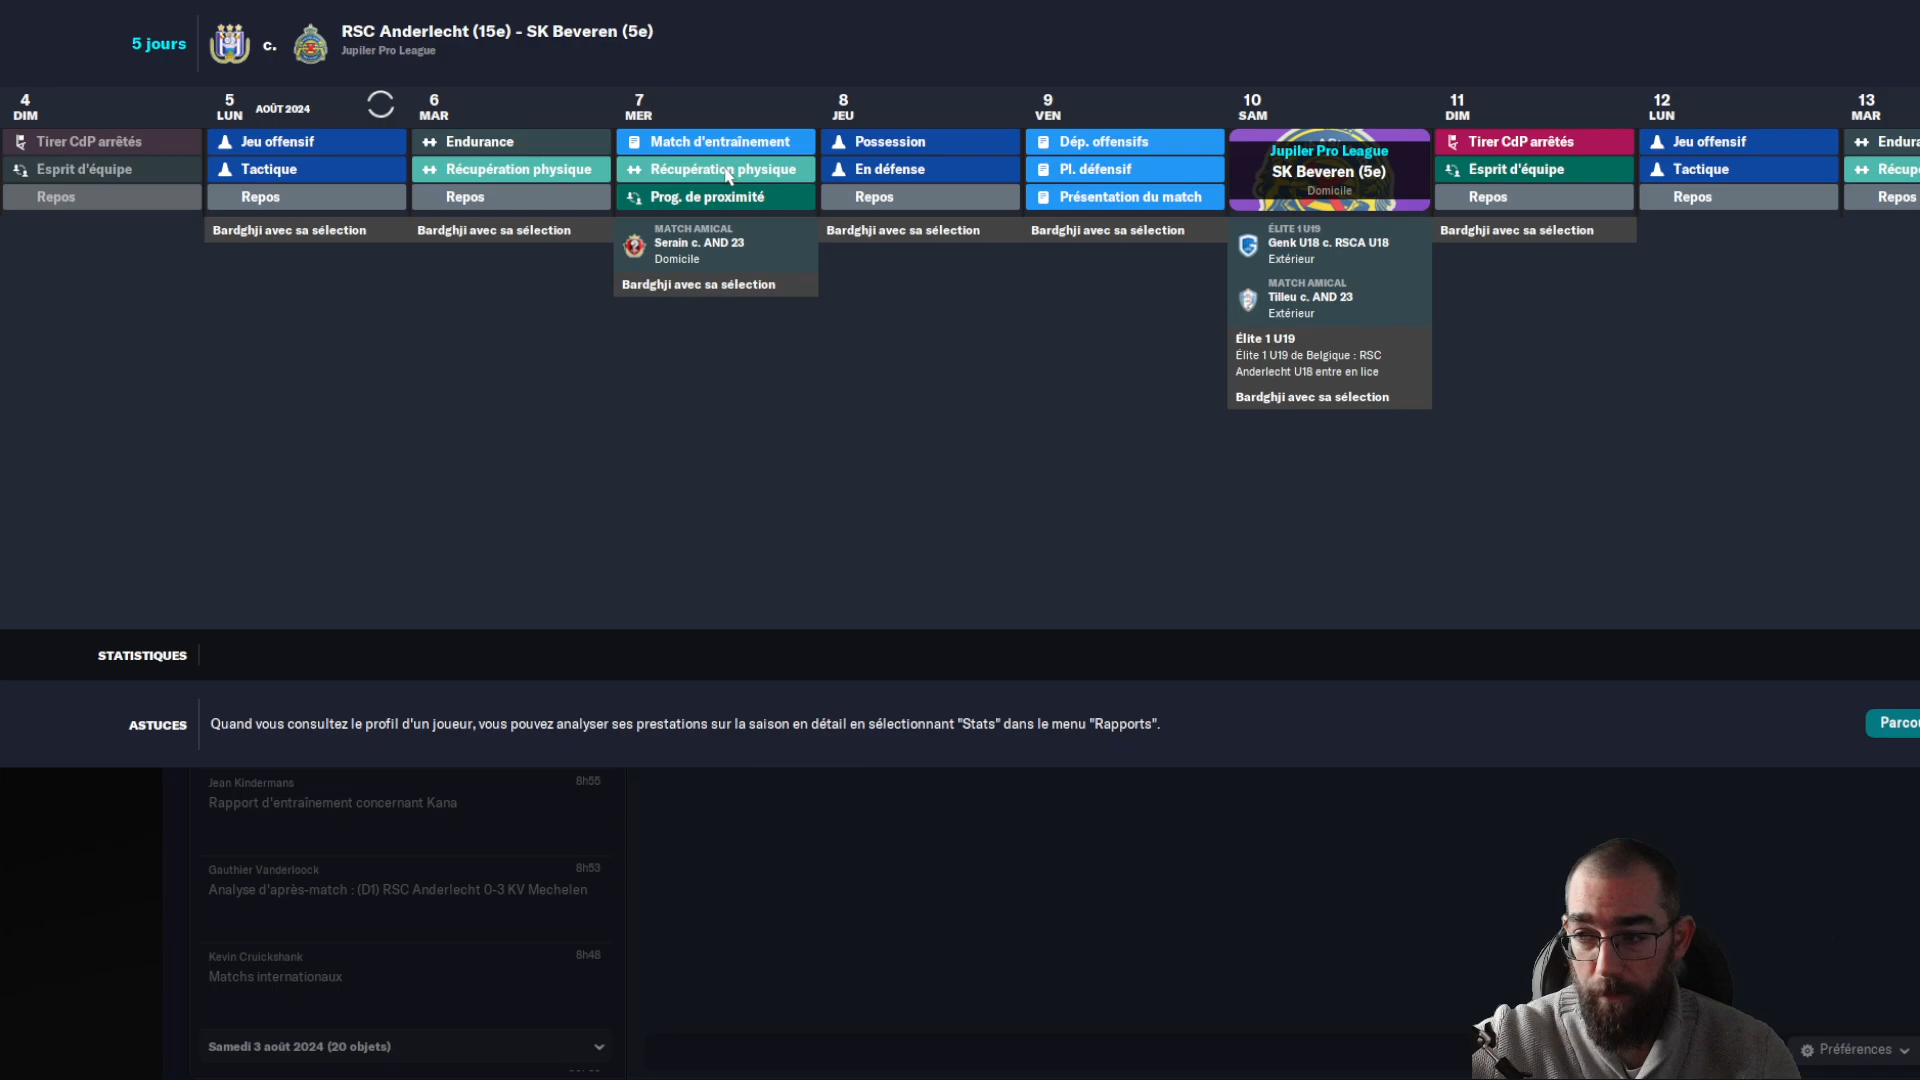 5 jours
c.
RSC Anderlecht (15e) - SK Beveren (5e)
Jupiler Pro League
4
DIM
5
LUN
AOÛT 2024
6
MAR
7
MER
8
JEU
9
VEN
10
SAM
11
DIM
12
LUN
13
MAR
Tirer CdP arrêtés
Esprit d'équipe
Repos
Jeu offensif
Tactique
Repos
Bardghji avec sa sélection
Endurance
Récupération physique
Repos
Bardghji avec sa sélection
Match d'entraînement
Récupération physique
Prog. de proximité
MATCH AMICAL
Serain c. AND 23
Domicile
Bardghji avec sa sélection
Possession
En défense
Repos
Bardghji avec sa sélection
Dép. offensifs
Pl. défensif
Présentation du match
Bardghji avec sa sélection
Jupiler Pro League
SK Beveren (5e)
Domicile
ÉLITE 1 U19
Genk U18 c. RSCA U18
Extérieur
MATCH AMICAL
Tilleu c. AND 23
Extérieur
Élite 1 U19
Élite 1 U19 de Belgique : RSC
Anderlecht U18 entre en lice
Bardghji avec sa sélection
Tirer CdP arrêtés
Esprit d'équipe
Repos
Bardghji avec sa sélection
Jeu offensif
Tactique
Repos
Endura
Récupé
Repos
STATISTIQUES
ASTUCES
Quand vous consultez le profil d'un joueur, vous pouvez analyser ses prestations sur la saison en détail en sélectionnant "Stats" dans le menu "Rapports".
Parcou
Jean Kindermans
8h55
Rapport d'entraînement concernant Kana
Gauthier Vanderloock
8h53
Analyse d'après-match : (D1) RSC Anderlecht 0-3 KV Mechelen
Kevin Cruickshank
8h48
Matchs internationaux
Samedi 3 août 2024 (20 objets)
Préférences